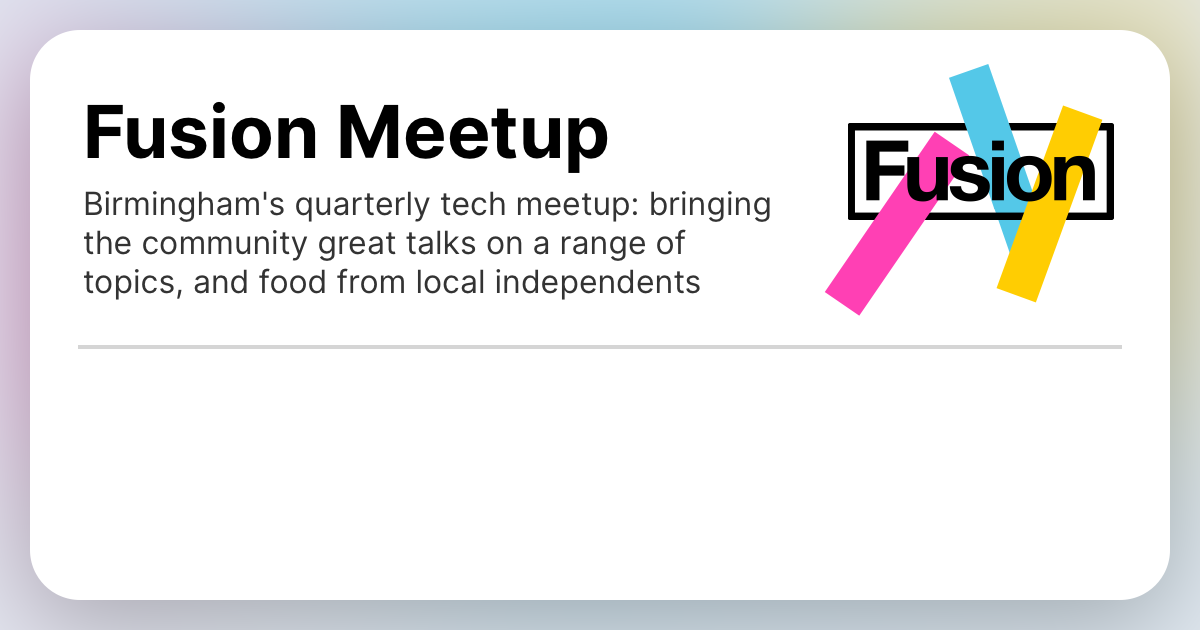 Fusion Meetup
Birmingham's quarterly tech meetup: bringing
the community great talks on a range of
topics, and food from local independents
Fusion